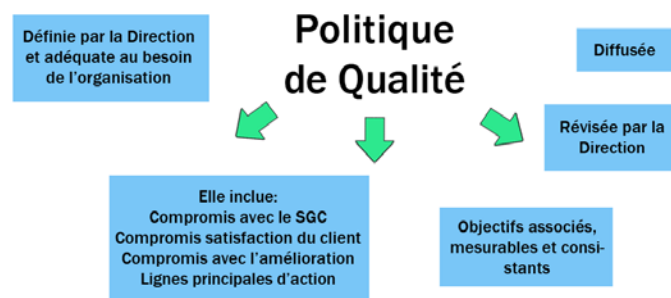 Politique
de Qualité
Définie par la Direction
et adéquate au besoin
de l'organisation
Diffusée
Révisée par la
Direction
Elle inclue:
Compromis avec le SGC
Compromis satisfaction du client
Compromis avec l'amélioration
Lignes principales d'action
Objectifs associés,
mesurables et consi-
stants